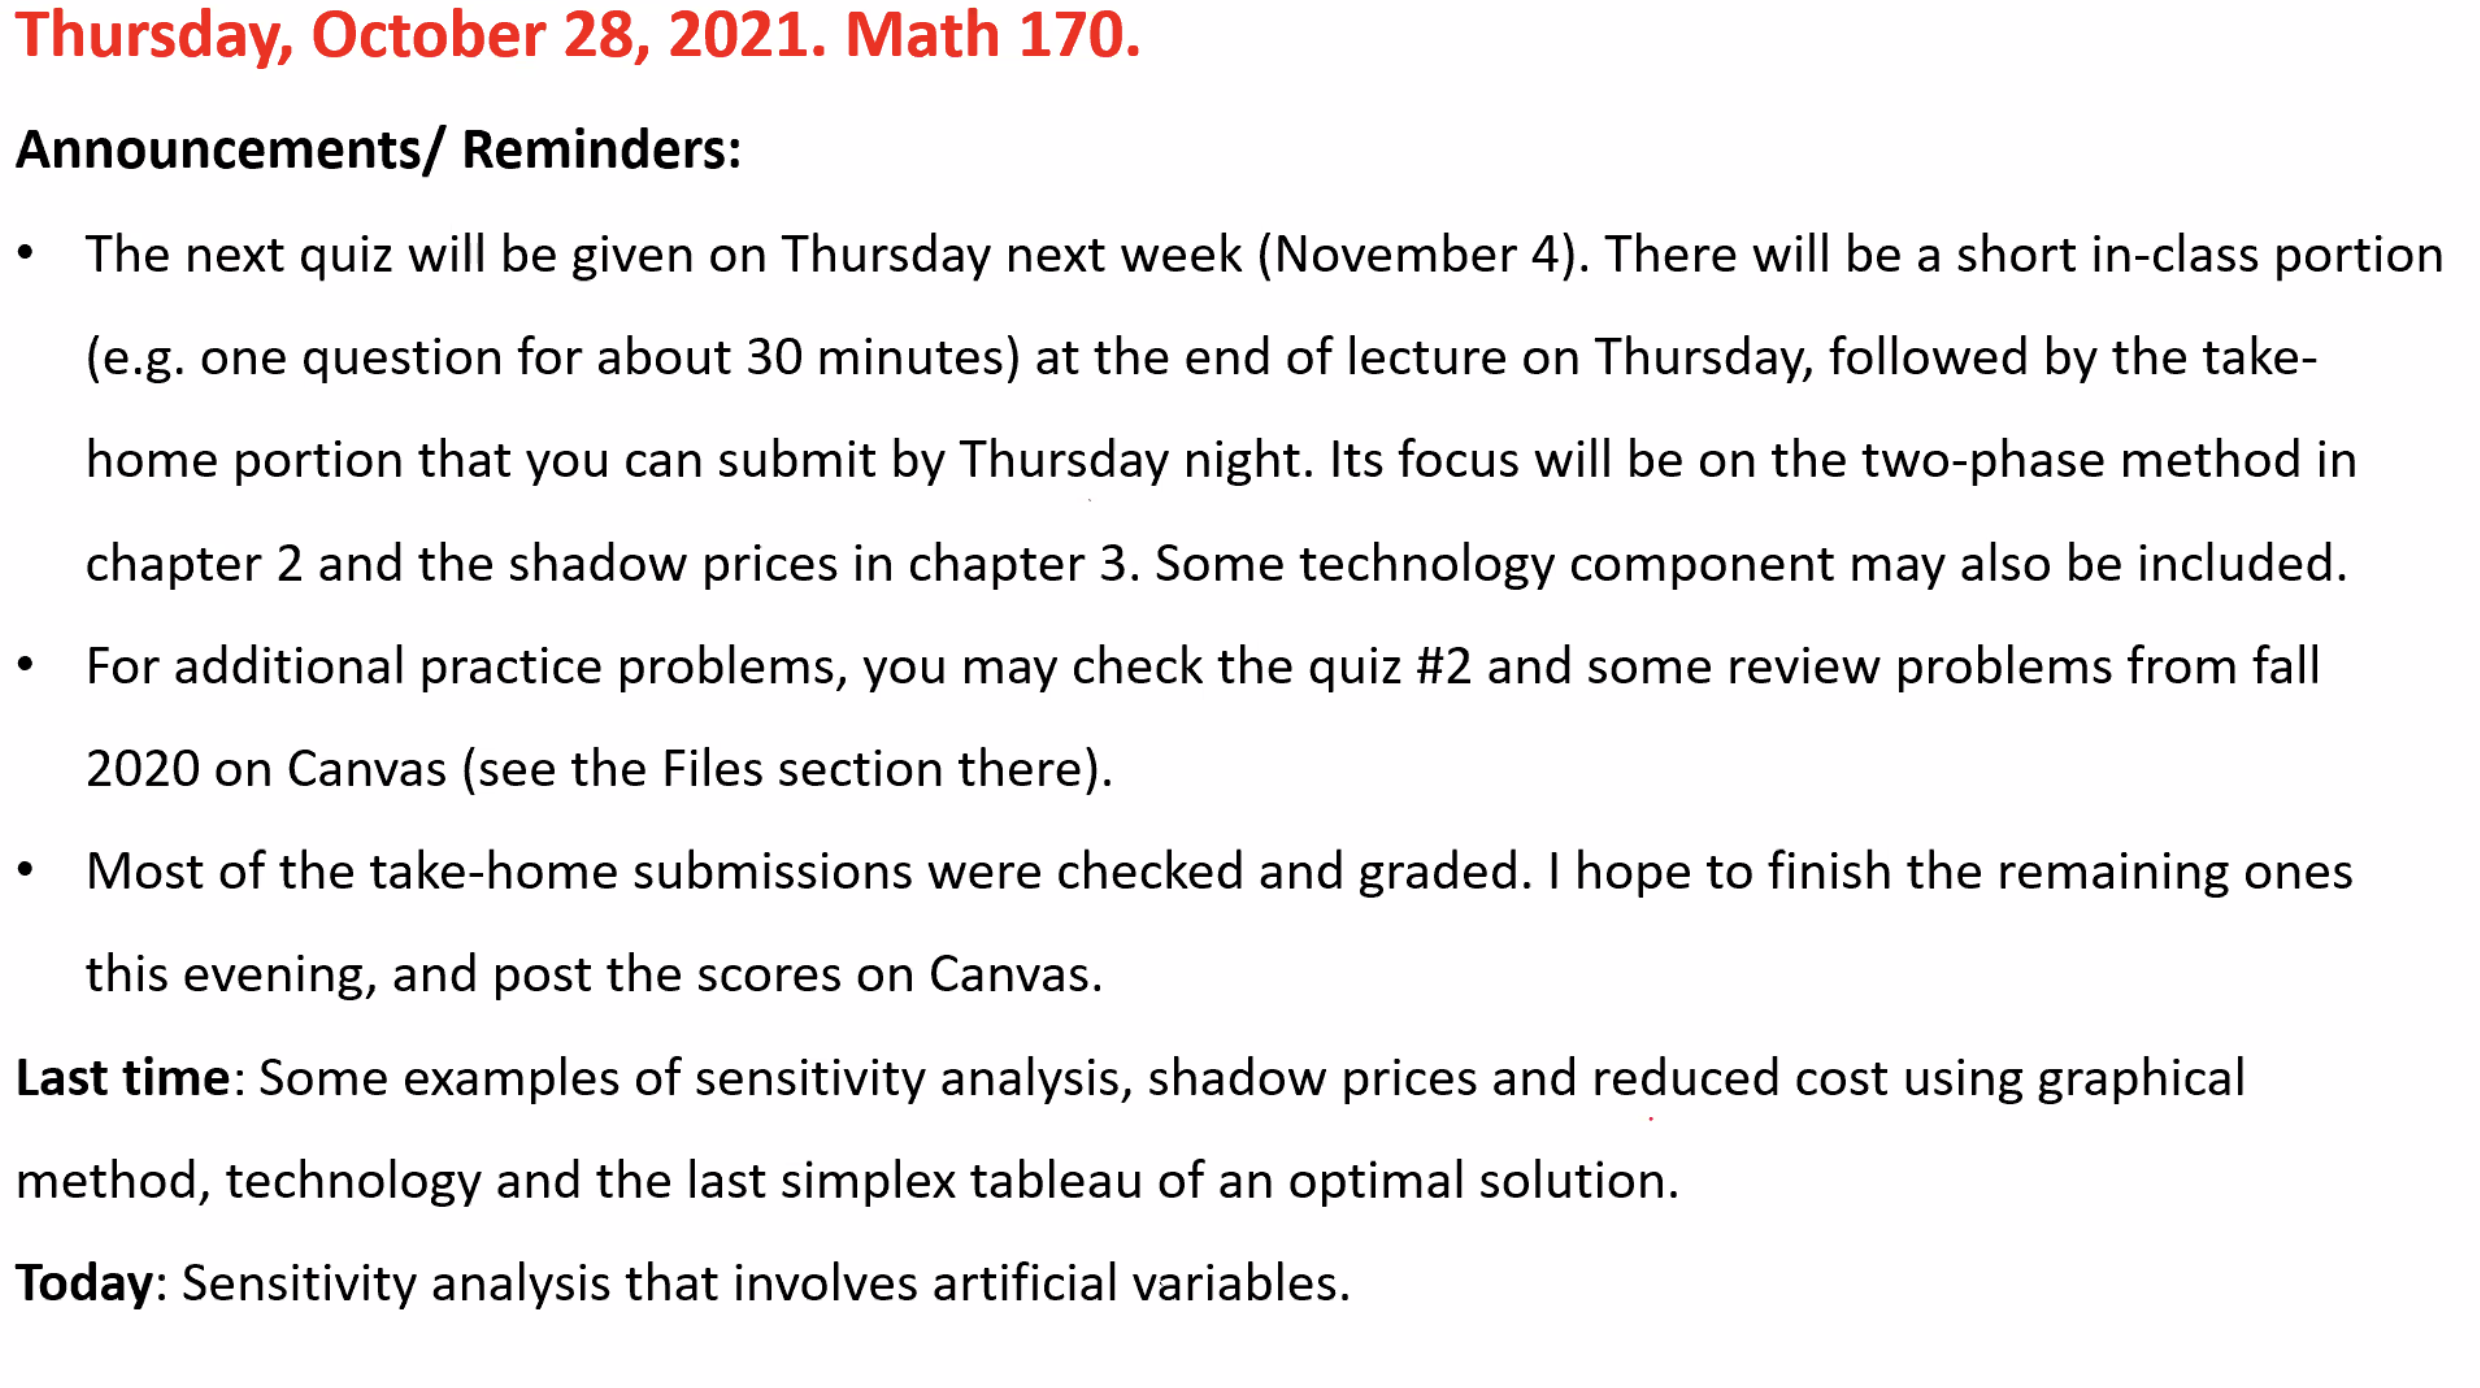 Thursday, October 28, 2021. Math 170.
Announcements/ Reminders:
• The next quiz will be given on Thursday next week (November 4). There will be a short in-class portion
(e.g. one question for about 30 minutes) at the end of lecture on Thursday, followed by the take-
home portion that you can submit by Thursday night. Its focus will be on the two-phase method in
chapter 2 and the shadow prices in chapter 3. Some technology component may also be included.
• For additional practice problems, you may check the quiz #2 and some review problems from fall
2020 on Canvas (see the Files section there).
• Most of the take-home submissions were checked and graded. I hope to finish the remaining ones
this evening, and post the scores on Canvas.
Last time: Some examples of sensitivity analysis, shadow prices and reduced cost using graphical
method, technology and the last simplex tableau of an optimal solution.
Today: Sensitivity analysis that involves artificial variables.